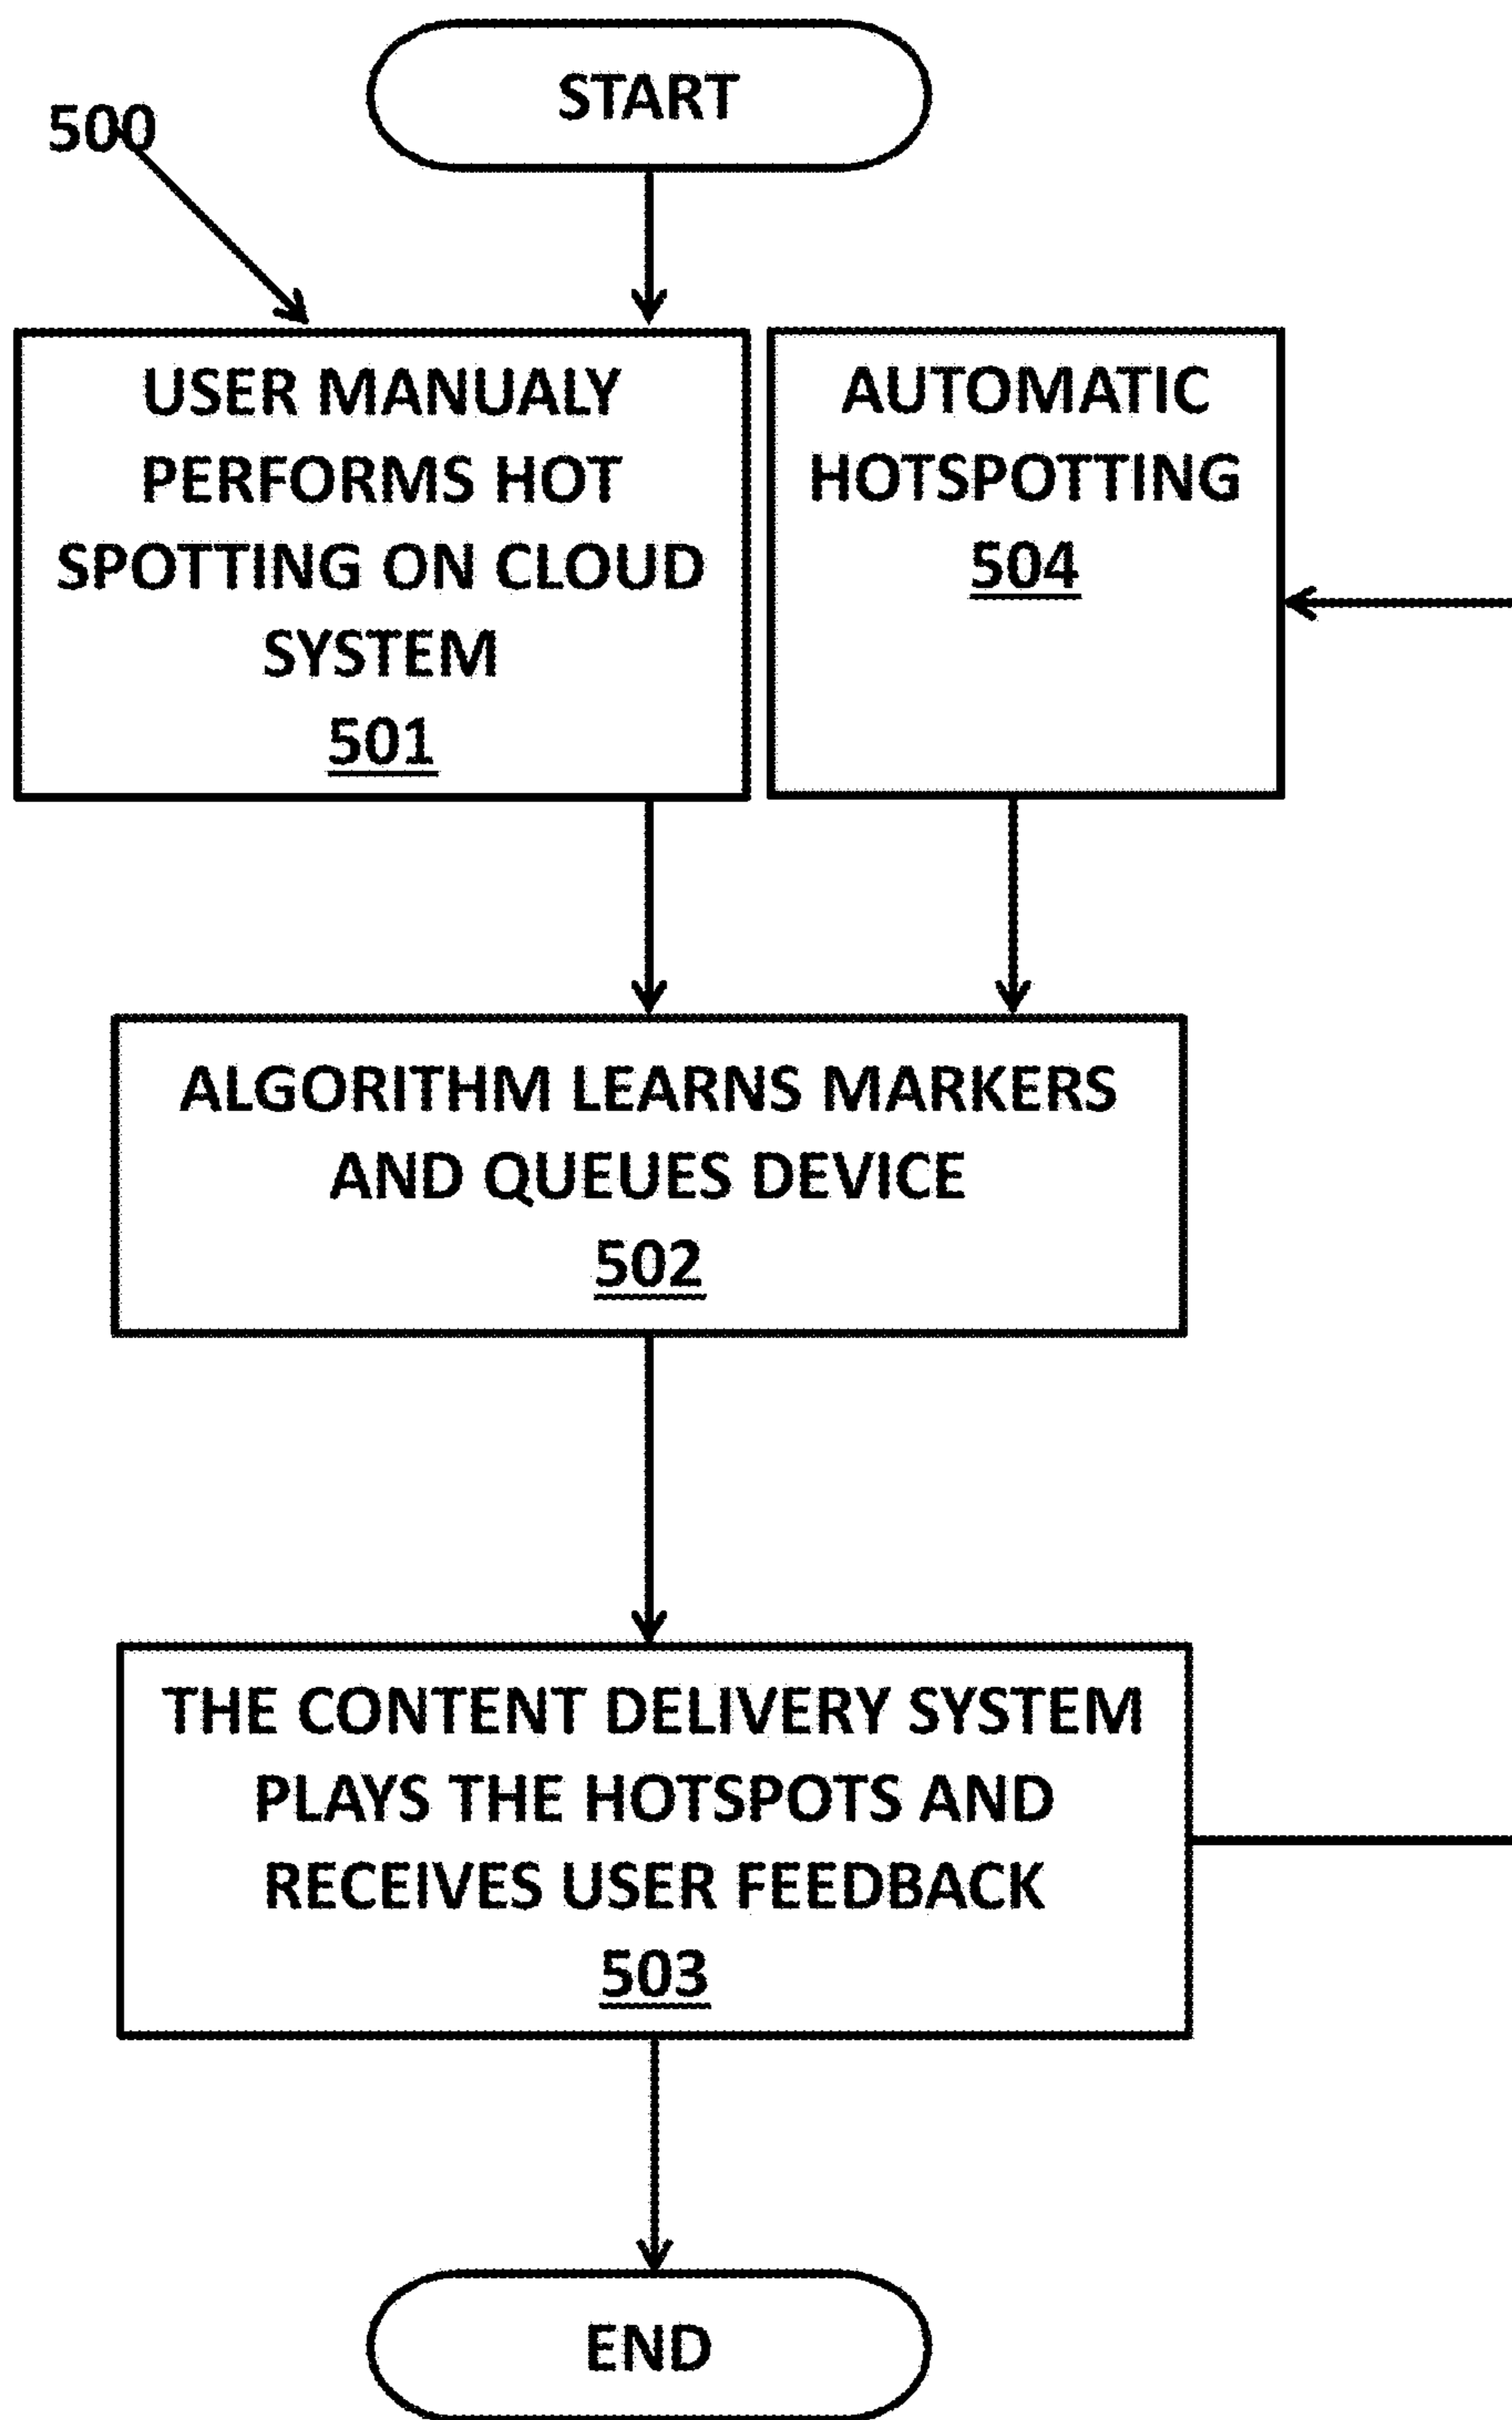 START
500
USER MANUALY
PERFORMS HOT
SPOTTING ON CLOUD
SYSTEM
501
AUTOMATIC
HOTSPOTTING
504
ALGORITHM LEARNS MARKERS
AND QUEUES DEVICE
502
THE CONTENT DELIVERY SYSTEM
PLAYS THE HOTSPOTS AND
RECEIVES USER FEEDBACK
503
END